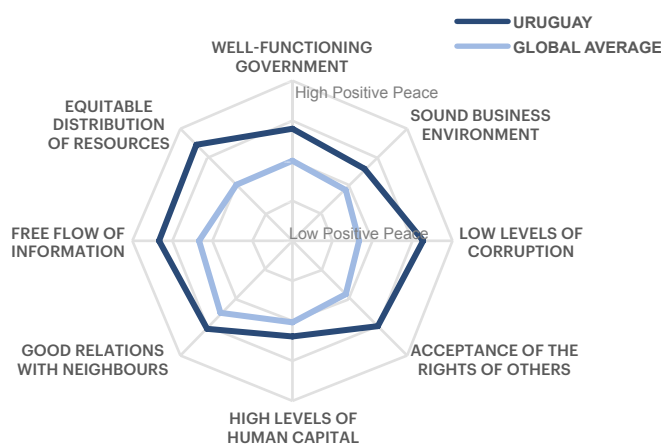 URUGUAY
GLOBAL AVERAGE
WELL-FUNCTIONING
GOVERNMENT
High Positive Peace
EQUITABLE
DISTRIBUTION
OF RESOURCES
SOUND BUSINESS
ENVIRONMENT
FREE FLOW OF
INFORMATION
Low Positive Peace
LOW LEVELS OF
CORRUPTION
GOOD RELATIONS
WITH NEIGHBOURS
ACCEPTANCE OF THE
RIGHTS OF OTHERS
HIGH LEVELS OF
HUMAN CAPITAL